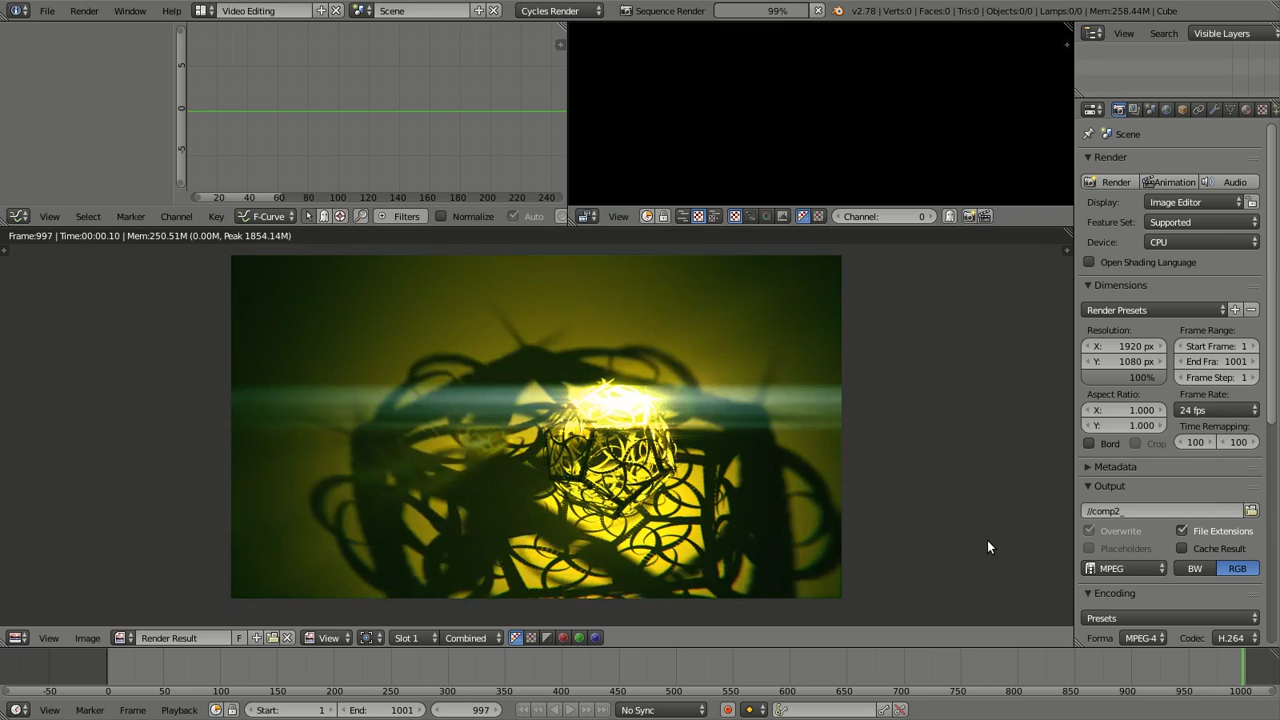 File Render Window Help Video Editing Scene Cycles Render Sequence Render 99% v2.78 | Verts:0 | Faces:0 | Tris:0 | Objects:0/0 | Lamps:0/0 | Mem:258.44M | Cube
View Search Visible Layers
5
0
-5
20 40 60 80 100 120 140 160 180 200 220 240
View Select Marker Channel Key F-Curve Filters Normalize Auto
View Channel: 0
Frame:997 | Time:00:00.10 | Mem:250.51M (0.00M, Peak 1854.14M)
Scene
Render
Render Animation Audio
Display: Image Editor
Feature Set: Supported
Device: CPU
Open Shading Language
Dimensions
Render Presets
Resolution: Frame Range:
X: 1920 px Start Frame: 1
Y: 1080 px End Fra: 1001
100% Frame Step: 1
Aspect Ratio: Frame Rate:
X: 1.000 24 fps
Y: 1.000 Time Remapping:
Bord Crop 100 100
Metadata
Output
//comp2_
Overwrite File Extensions
Placeholders Cache Result
MPEG BW RGB
Encoding
Presets
Forma MPEG-4 Codec H.264
View Image Render Result F View Slot 1 Combined
-50 0 50 100 150 200 250 300 350 400 450 500 550 600 650 700 750 800 850 900 950 1000
View Marker Frame Playback Start: 1 End: 1001 997 No Sync